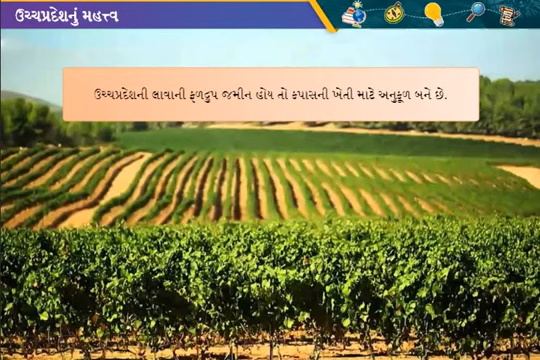 ઉચ્ચપ્રદેશનું મહત્ત્વ
ઉચ્ચપ્રદેશની લાવાની ફળદ્રુપ જમીન હોય તો કપાસની ખેતી માટે અનુકૂળ બને છે.